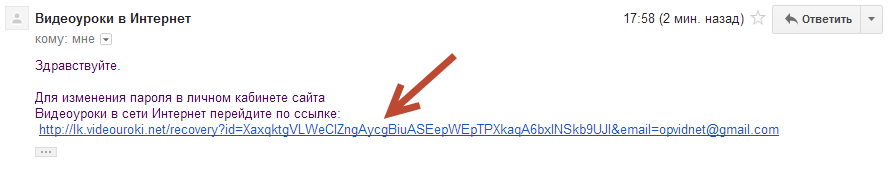 Видеоуроки в Интернет
17:58 (2 мин. назад)
Ответить
кому: мне
Здравствуйте.
Для изменения пароля в личном кабинете сайта
Видеоуроки в сети Интернет перейдите по ссылке:
http://lk.videouroki.net/recovery?id=XaxqktgVLWeClZngAycgBiuASEepWEpTPXkaqA6bxlNSkb9UJl&email=opvidnet@gmail.com